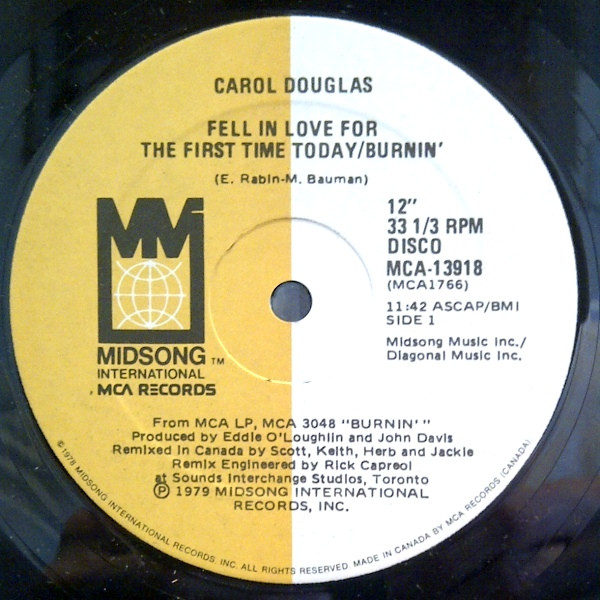 CAROL DOUGLAS
FELL IN LOVE FOR
THE FIRST TIME TODAY/BURNIN'
(E. Rabin-M. Bauman)
MM
MIDSONG TM
INTERNATIONAL
MCA RECORDS
12"
33 1/3 RPM
DISCO
MCA-13918
(MCA1766)
11:42 ASCAP/BMI
SIDE 1
Midsong Music Inc./
Diagonal Music Inc.
From MCA LP, MCA 3048 "BURNIN' "
Produced by Eddie O'Loughlin and John Davis
Remixed in Canada by Scott, Keith, Herb and Jackie
Remix Engineered by Rick Capreol
at Sounds Interchange Studios, Toronto
Ⓟ 1979 MIDSONG INTERNATIONAL
RECORDS, INC.
©1978 MIDSONG INTERNATIONAL RECORDS, INC. ALL RIGHTS RESERVED. MADE IN CANADA BY MCA RECORDS (CANADA)